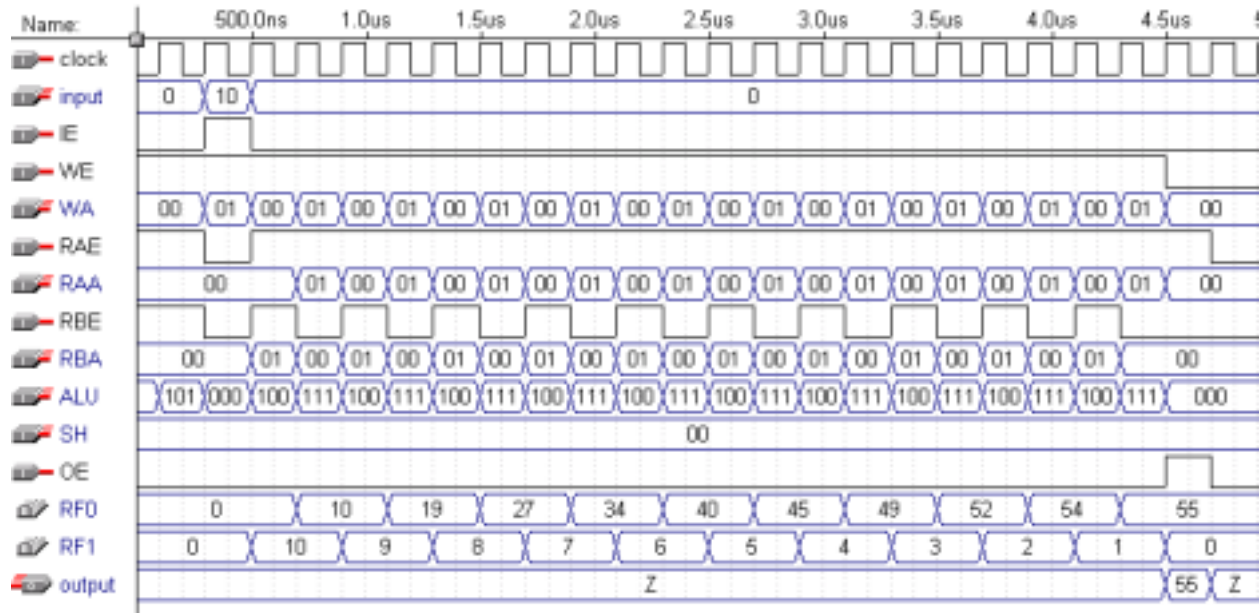 Name: 500.0ns 1.0us 1.5us 2.0us 2.5us 3.0us 3.5us 4.0us 4.5us
clock
input 0 10 0
IE
WE
WA 00 01 00 01 00 01 00 01 00 01 00 01 00 01 00 01 00 01 00 01 00 01 00
RAE
RAA 00 01 00 01 00 01 00 01 00 01 00 01 00 01 00 01 00 01 00 01 00
RBE
RBA 00 01 00 01 00 01 00 01 00 01 00 01 00 01 00 01 00 01 00 01 00
ALU 101 000 100 111 100 111 100 111 100 111 100 111 100 111 100 111 100 111 100 111 100 111 000
SH 00
OE
RF0 0 10 19 27 34 40 45 49 52 54 55
RF1 0 10 9 8 7 6 5 4 3 2 1 0
output Z 55 Z